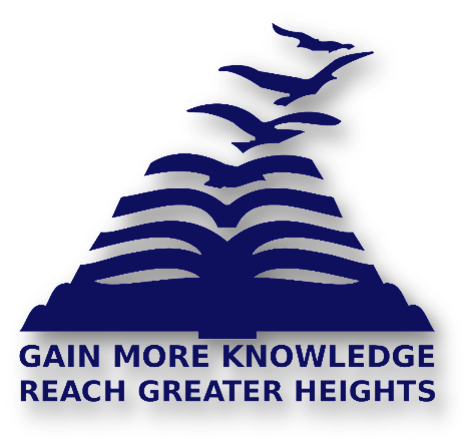 GAIN MORE KNOWLEDGE
REACH GREATER HEIGHTS